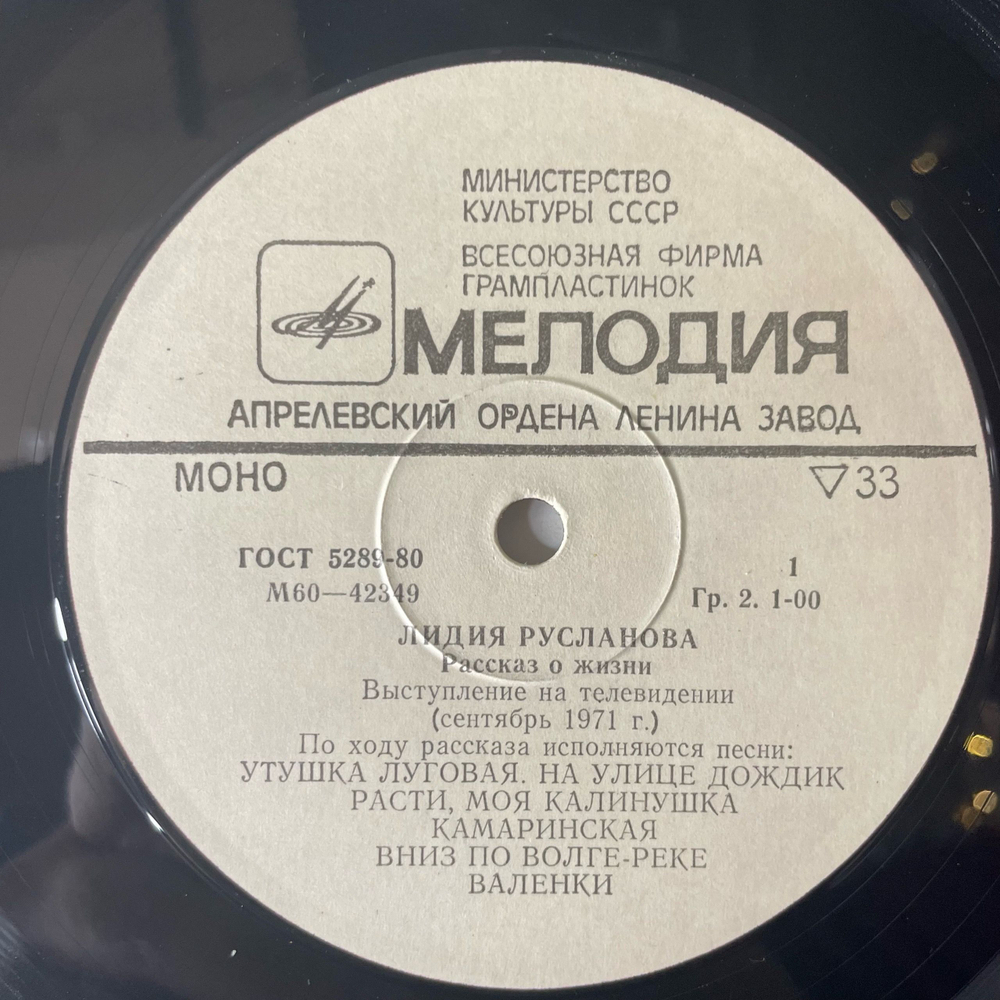 МИНИСТЕРСТВО
КУЛЬТУРЫ СССР
ВСЕСОЮЗНАЯ ФИРМА
ГРАМПЛАСТИНОК
МЕЛОДИЯ
АПРЕЛЕВСКИЙ ОРДЕНА ЛЕНИНА ЗАВОД
МОНО ▽33
ГОСТ 5289-80 1
М60—42349 Гр. 2. 1-00
ЛИДИЯ РУСЛАНОВА
Рассказ о жизни
Выступление на телевидении
(сентябрь 1971 г.)
По ходу рассказа исполняются песни:
УТУШКА ЛУГОВАЯ. НА УЛИЦЕ ДОЖДИК
РАСТИ, МОЯ КАЛИНУШКА
КАМАРИНСКАЯ
ВНИЗ ПО ВОЛГЕ-РЕКЕ
ВАЛЕНКИ